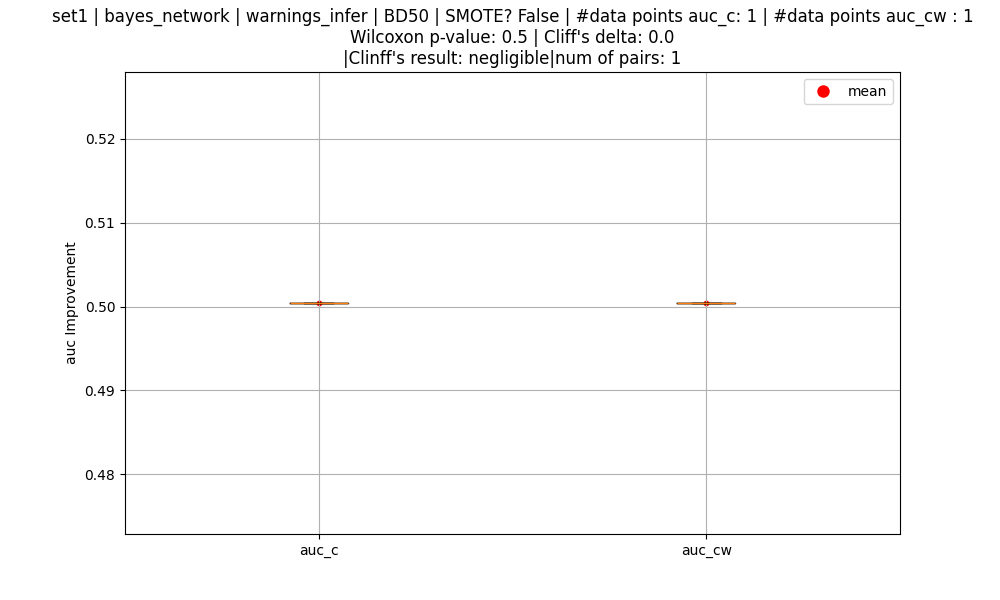 set1 | bayes_network | warnings_infer | BD50 | SMOTE? False | #data points auc_c: 1 | #data points auc_cw : 1
Wilcoxon p-value: 0.5 | Cliff's delta: 0.0
|Clinff's result: negligible|num of pairs: 1
mean
0.52
0.51
0.50
0.49
0.48
auc Improvement
auc_c
auc_cw